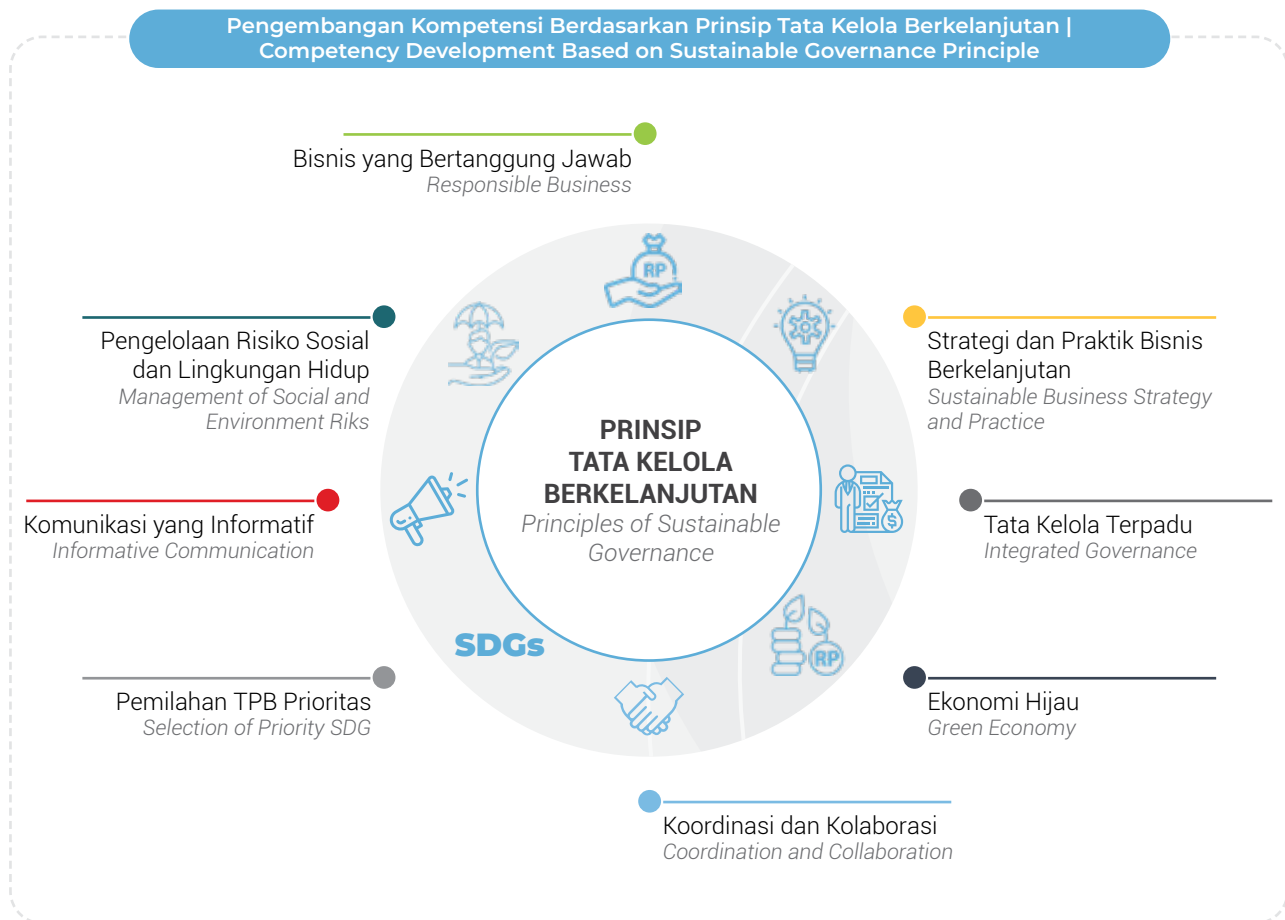 Pengembangan Kompetensi Berdasarkan Prinsip Tata Kelola Berkelanjutan |
Competency Development Based on Sustainable Governance Principle
Bisnis yang Bertanggung Jawab
Responsible Business
RP
Pengelolaan Risiko Sosial
dan Lingkungan Hidup
Management of Social and
Environment Riks
Strategi dan Praktik Bisnis
Berkelanjutan
Sustainable Business Strategy
and Practice
PRINSIP
TATA KELOLA
BERKELANJUTAN
Principles of Sustainable
Governance
Komunikasi yang Informatif
Informative Communication
$
Tata Kelola Terpadu
Integrated Governance
SDGs
RP
Pemilahan TPB Prioritas
Selection of Priority SDG
Ekonomi Hijau
Green Economy
Koordinasi dan Kolaborasi
Coordination and Collaboration